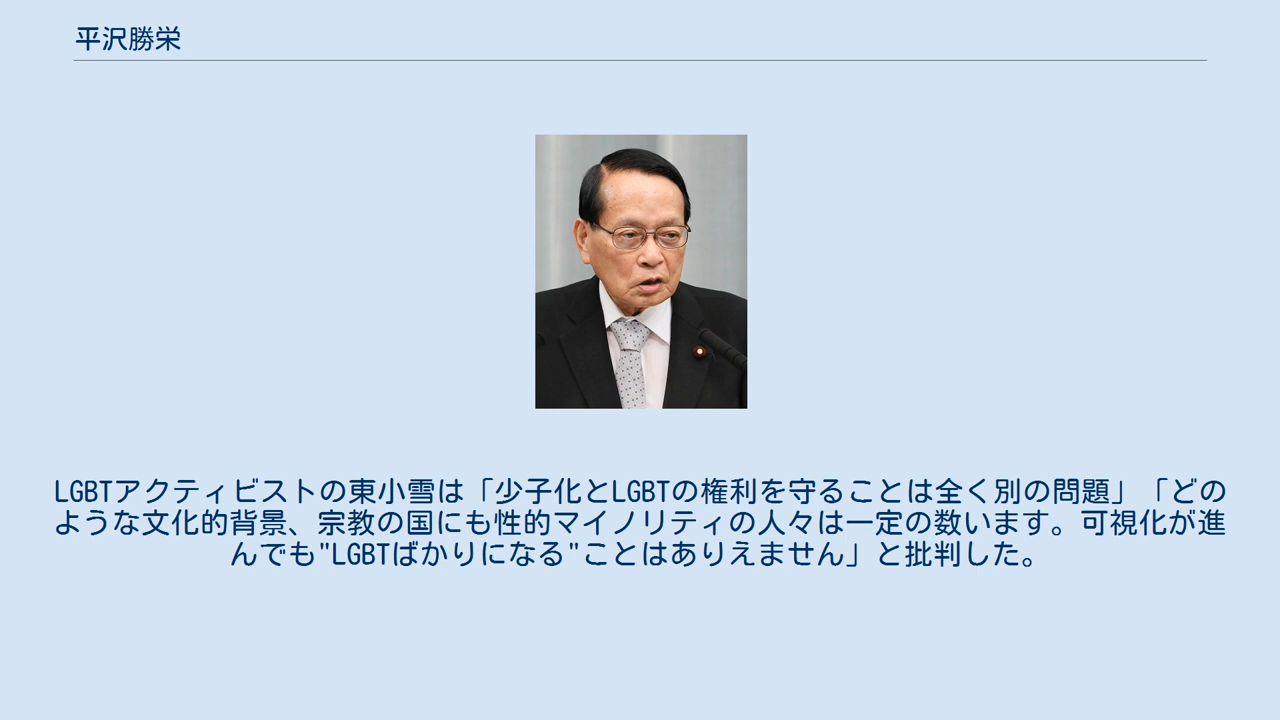 平沢勝栄
LGBTアクティビストの東小雪は「少子化とLGBTの権利を守ることは全く別の問題」「どの
ような文化的背景、宗教の国にも性的マイノリティの人々は一定の数います。可視化が進
んでも"LGBTばかりになる"ことはありえません」と批判した。